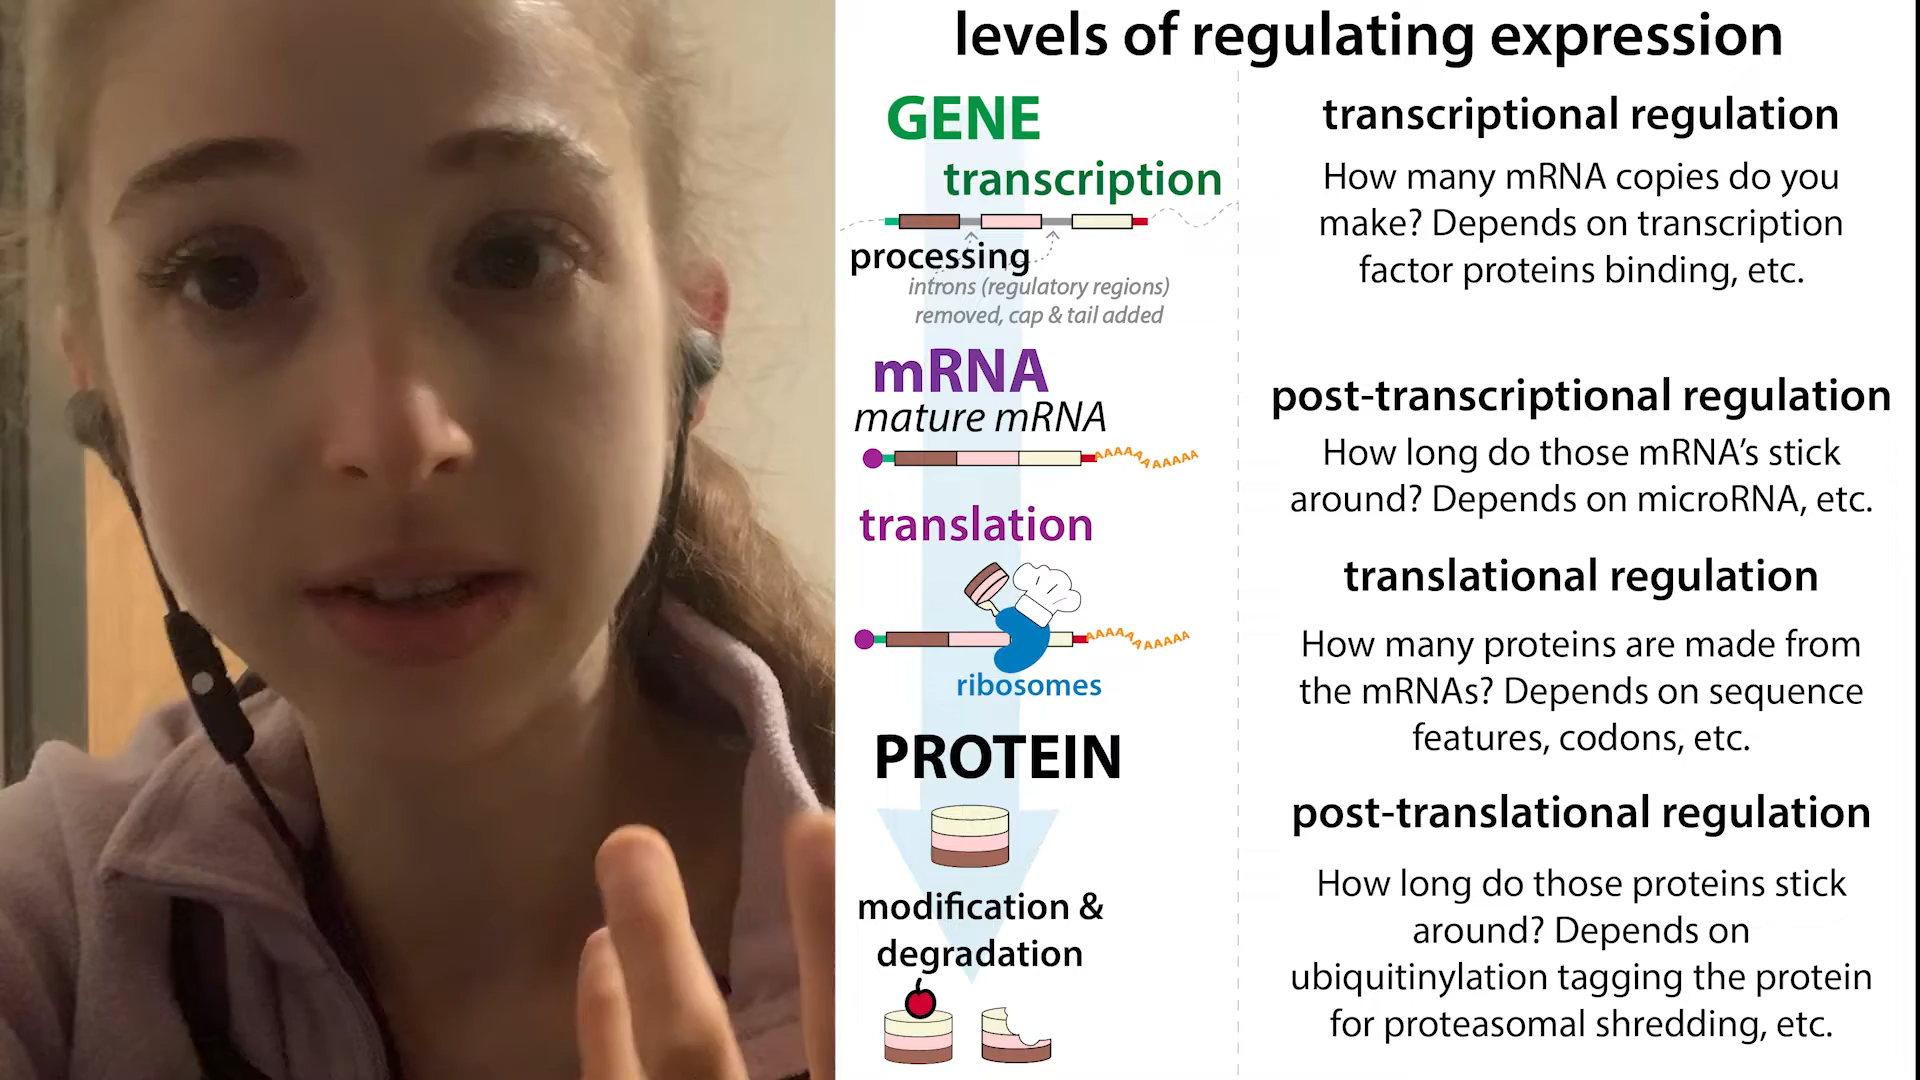 levels of regulating expression
GENE
transcription
processing
introns (regulatory regions)
removed, cap & tail added
mRNA
mature mRNA
AAAAAAAAAAA
translation
AAAAAAAAAAA
ribosomes
PROTEIN
modification &
degradation
transcriptional regulation
How many mRNA copies do you
make? Depends on transcription
factor proteins binding, etc.
post-transcriptional regulation
How long do those mRNA’s stick
around? Depends on microRNA, etc.
translational regulation
How many proteins are made from
the mRNAs? Depends on sequence
features, codons, etc.
post-translational regulation
How long do those proteins stick
around? Depends on
ubiquitinylation tagging the protein
for proteasomal shredding, etc.